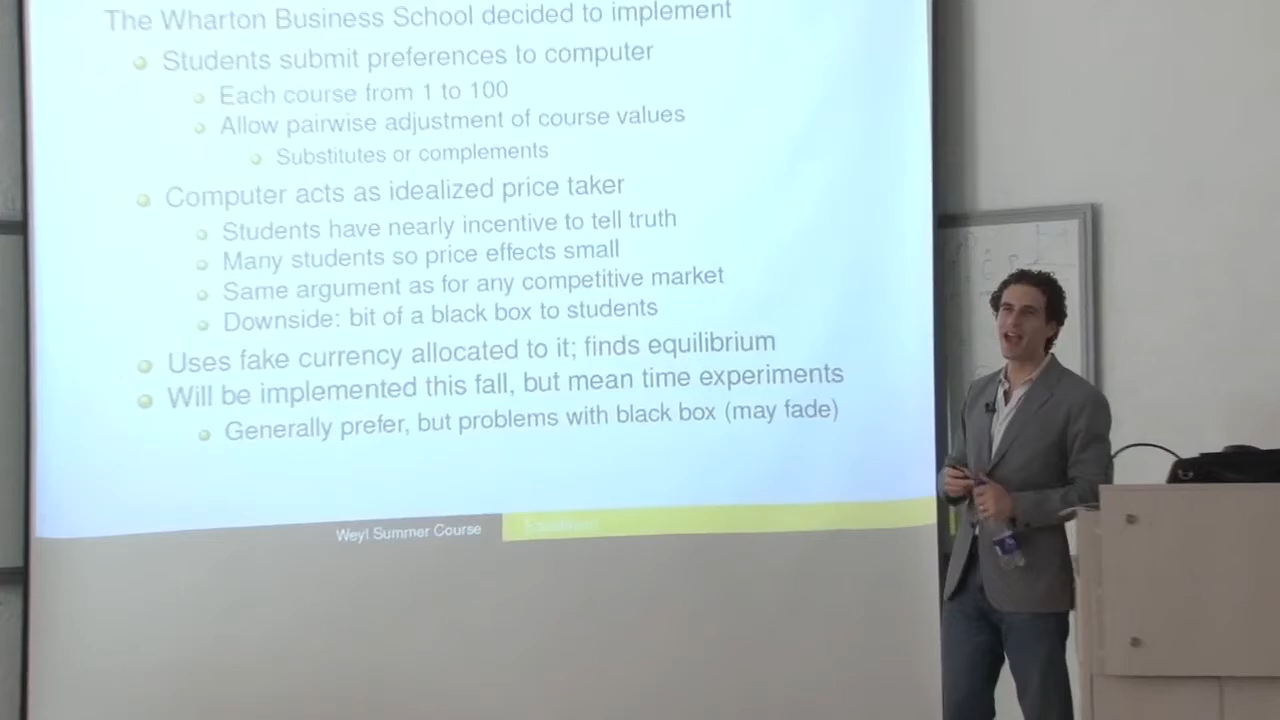 The Wharton Business School decided to implement
Students submit preferences to computer
Each course from 1 to 100
Allow pairwise adjustment of course values
Substitutes or complements
Computer acts as idealized price taker
Students have nearly incentive to tell truth
Many students so price effects small
Same argument as for any competitive market
Downside: bit of a black box to students
Uses fake currency allocated to it; finds equilibrium
Will be implemented this fall, but mean time experiments
Generally prefer, but problems with black box (may fade)
Weyl Summer Course